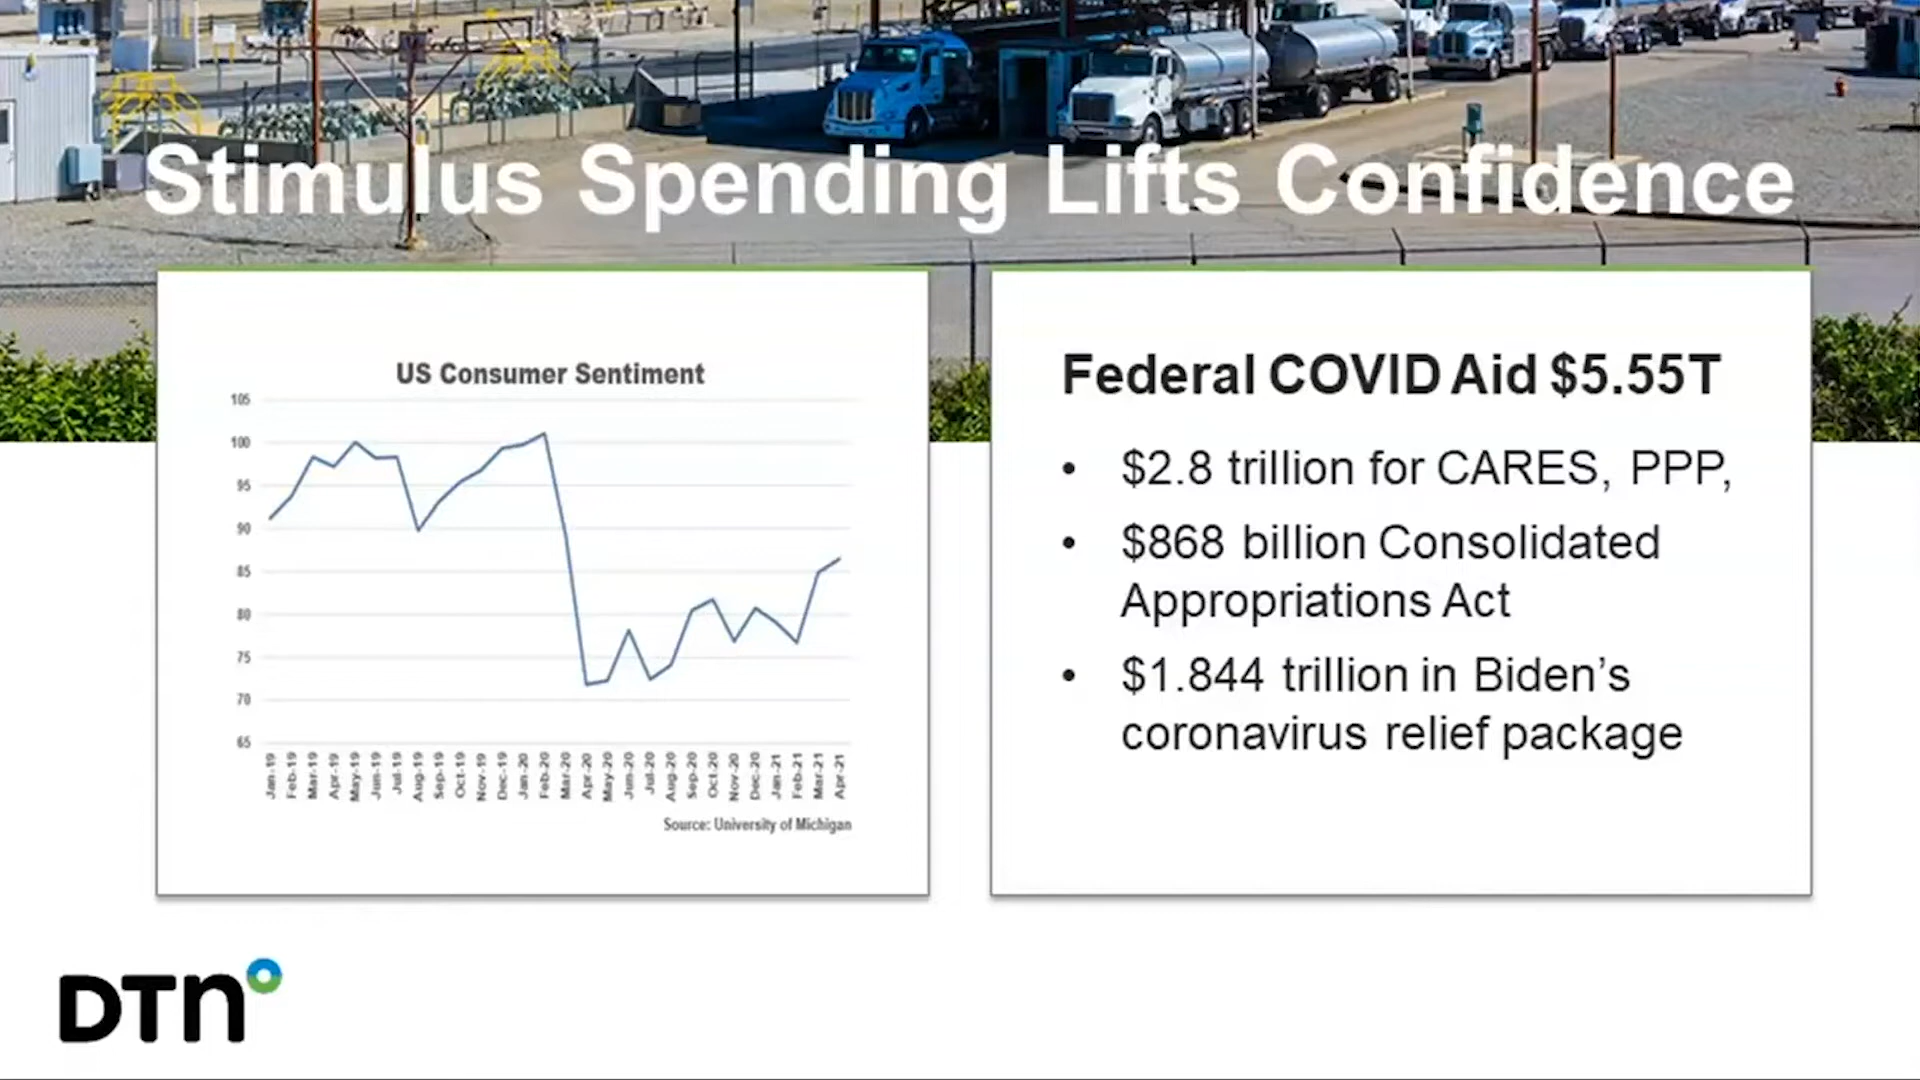 Stimulus Spending Lifts Confidence
US Consumer Sentiment
105
100
95
90
85
80
75
70
65
Jan-19
Feb-19
Mar-19
Apr-19
May-19
Jun-19
Jul-19
Aug-19
Sep-19
Oct-19
Nov-19
Dec-19
Jan-20
Feb-20
Mar-20
Apr-20
May-20
Jun-20
Jul-20
Aug-20
Sep-20
Oct-20
Nov-20
Dec-20
Jan-21
Feb-21
Mar-21
Apr-21
Source: University of Michigan
Federal COVID Aid $5.55T
• $2.8 trillion for CARES, PPP,
• $868 billion Consolidated
Appropriations Act
• $1.844 trillion in Biden’s
coronavirus relief package
DTN